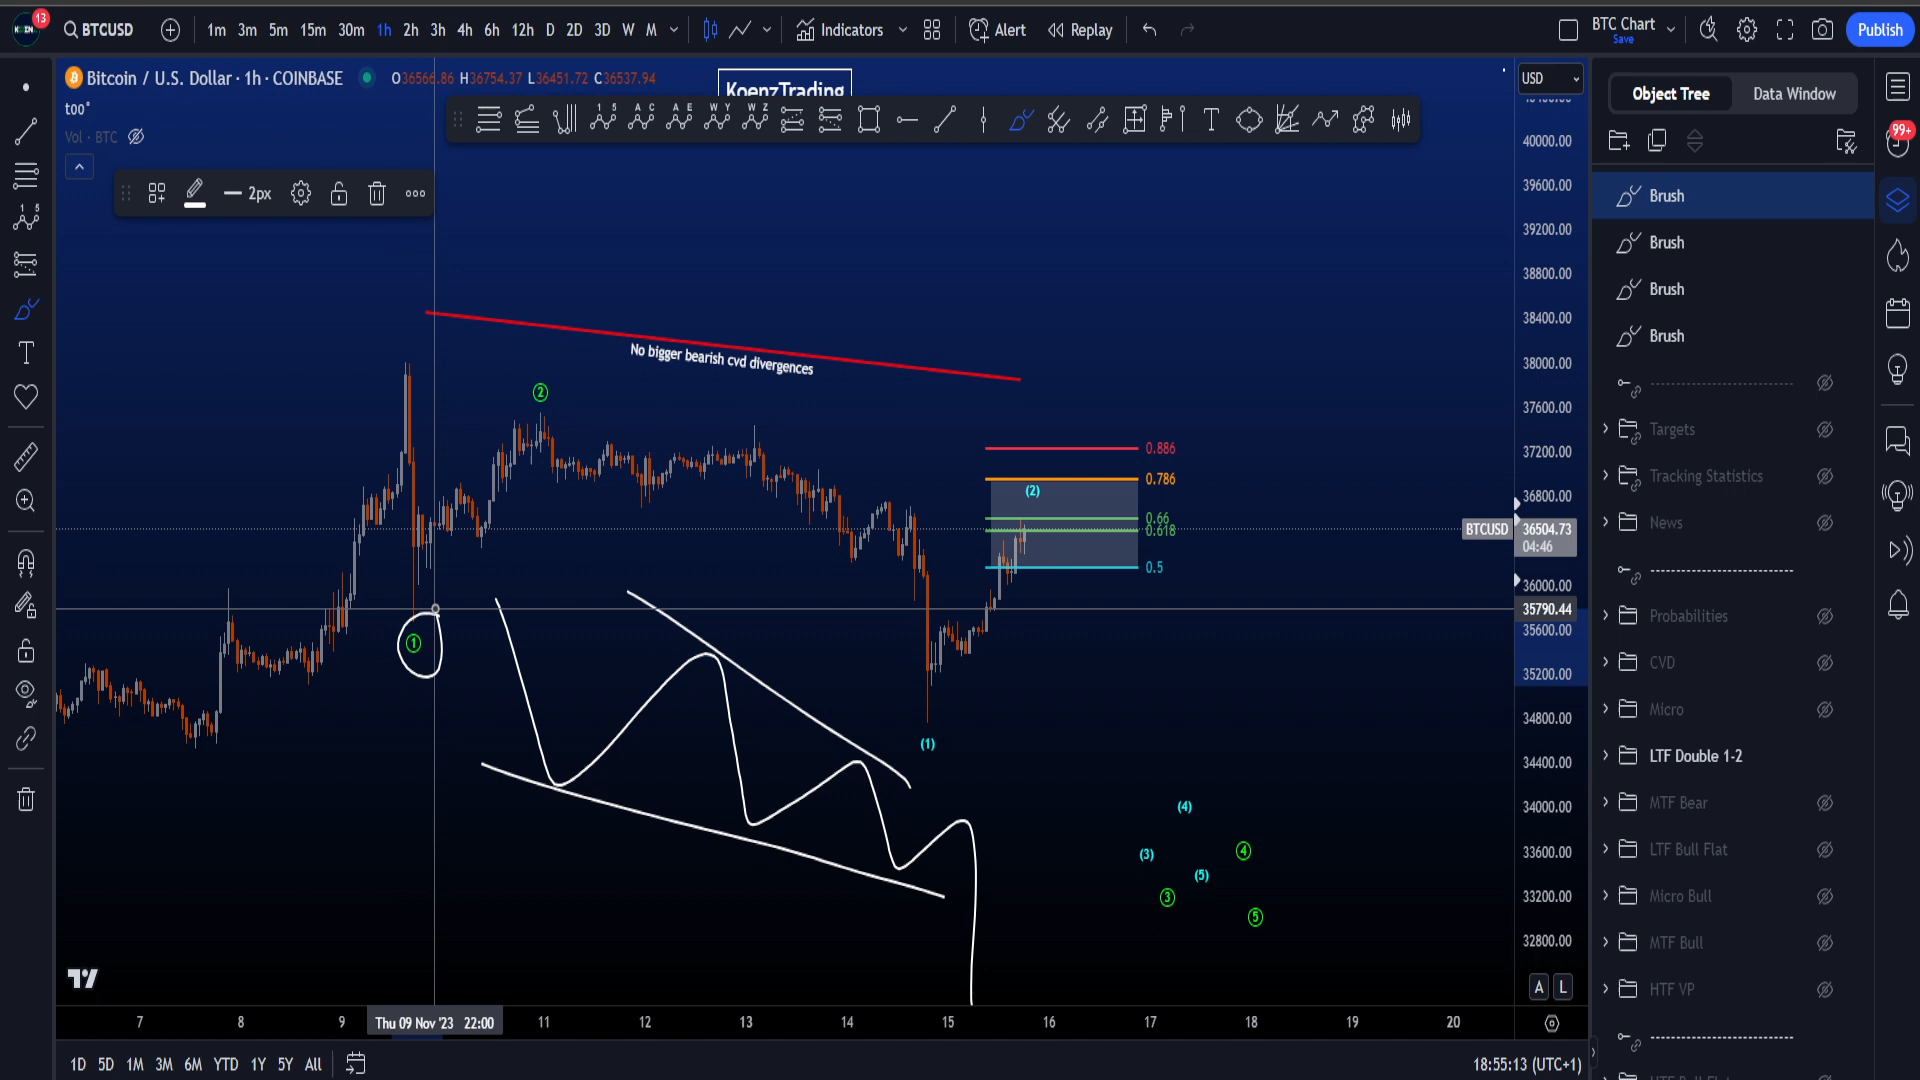 13
BTCUSD
1m 3m 5m 15m 30m 1h 2h 3h 4h 6h 12h D 2D 3D W M
Indicators
Alert
Replay
BTC Chart
Save
Publish
Bitcoin / U.S. Dollar · 1h · COINBASE
O36566.86 H36754.37 L36451.72 C36537.94
too*
Vol · BTC
KoenzTrading
USD
2px
Object Tree
Data Window
99+
Brush
Brush
Brush
Brush
Targets
Tracking Statistics
News
Probabilities
CVD
Micro
LTF Double 1-2
MTF Bear
LTF Bull Flat
Micro Bull
MTF Bull
HTF VP
No bigger bearish cvd divergences
②
①
0.886
0.786
(2)
0.66
0.618
0.5
(1)
(4)
(3)
④
(5)
③
⑤
40000.00
39600.00
39200.00
38800.00
38400.00
38000.00
37600.00
37200.00
36800.00
BTCUSD 36504.73
04:46
36000.00
35790.44
35600.00
35200.00
34800.00
34400.00
34000.00
33600.00
33200.00
32800.00
A L
7 8 9 Thu 09 Nov '23 22:00 11 12 13 14 15 16 17 18 19 20
1D 5D 1M 3M 6M YTD 1Y 5Y All
18:55:13 (UTC+1)